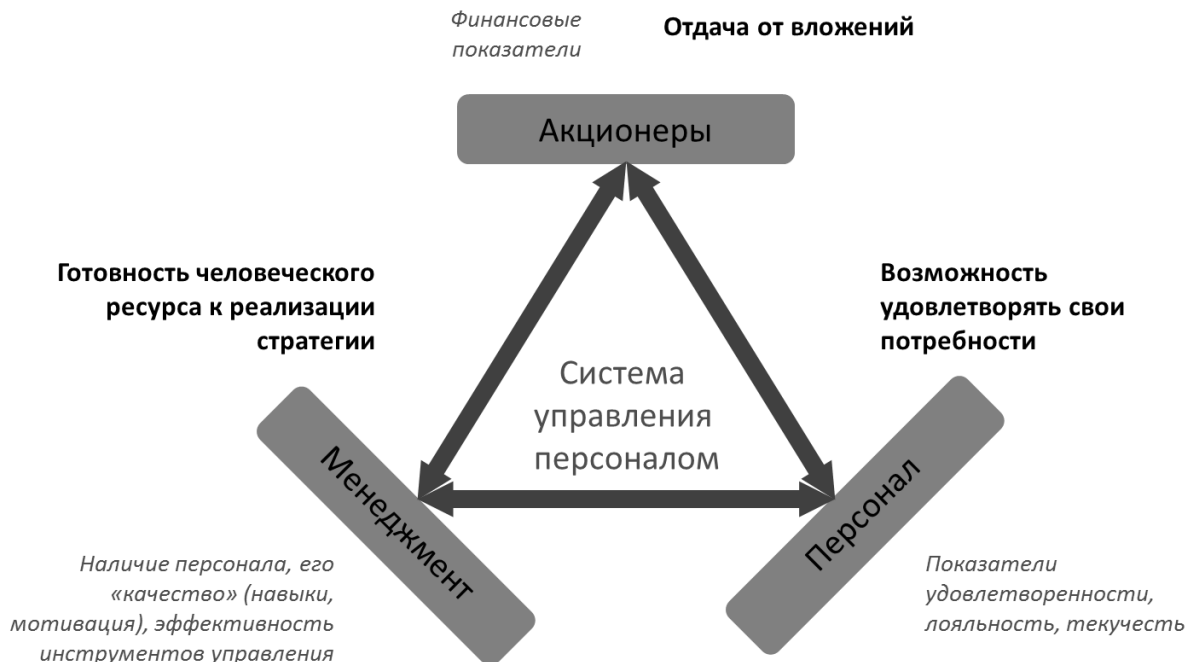 Финансовые
показатели
Отдача от вложений
Акционеры
Готовность человеческого
ресурса к реализации
стратегии
Возможность
удовлетворять свои
потребности
Система
управления
персоналом
Менеджмент
Персонал
Наличие персонала, его
«качество» (навыки,
мотивация), эффективность
инструментов управления
Показатели
удовлетворенности,
лояльность, текучесть